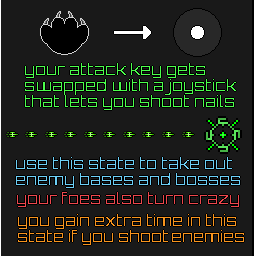 your attack key gets
swapped with a joystick
that lets you shoot nails
use this state to take out
enemy bases and bosses
your foes also turn crazy
you gain extra time in this
state if you shoot enemies